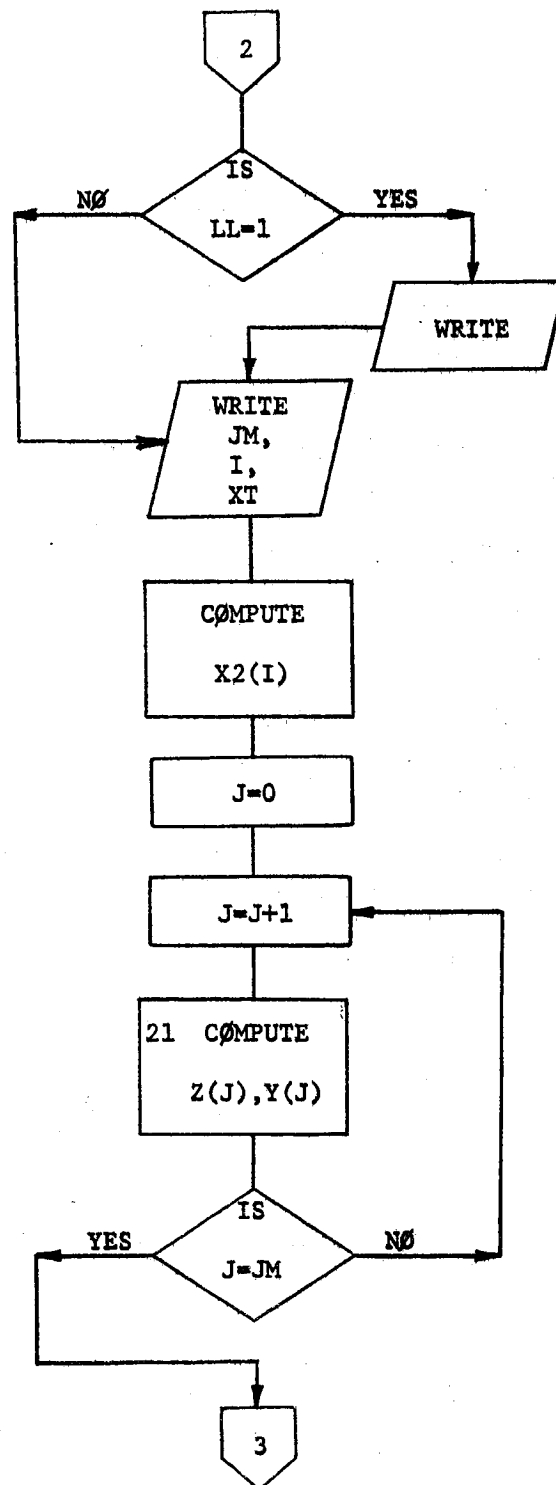 2
IS
LL=1
NØ
YES
WRITE
WRITE
JM,
I,
XT
CØMPUTE
X2(I)
J=0
J=J+1
21 CØMPUTE
Z(J),Y(J)
IS
J=JM
YES
NØ
3